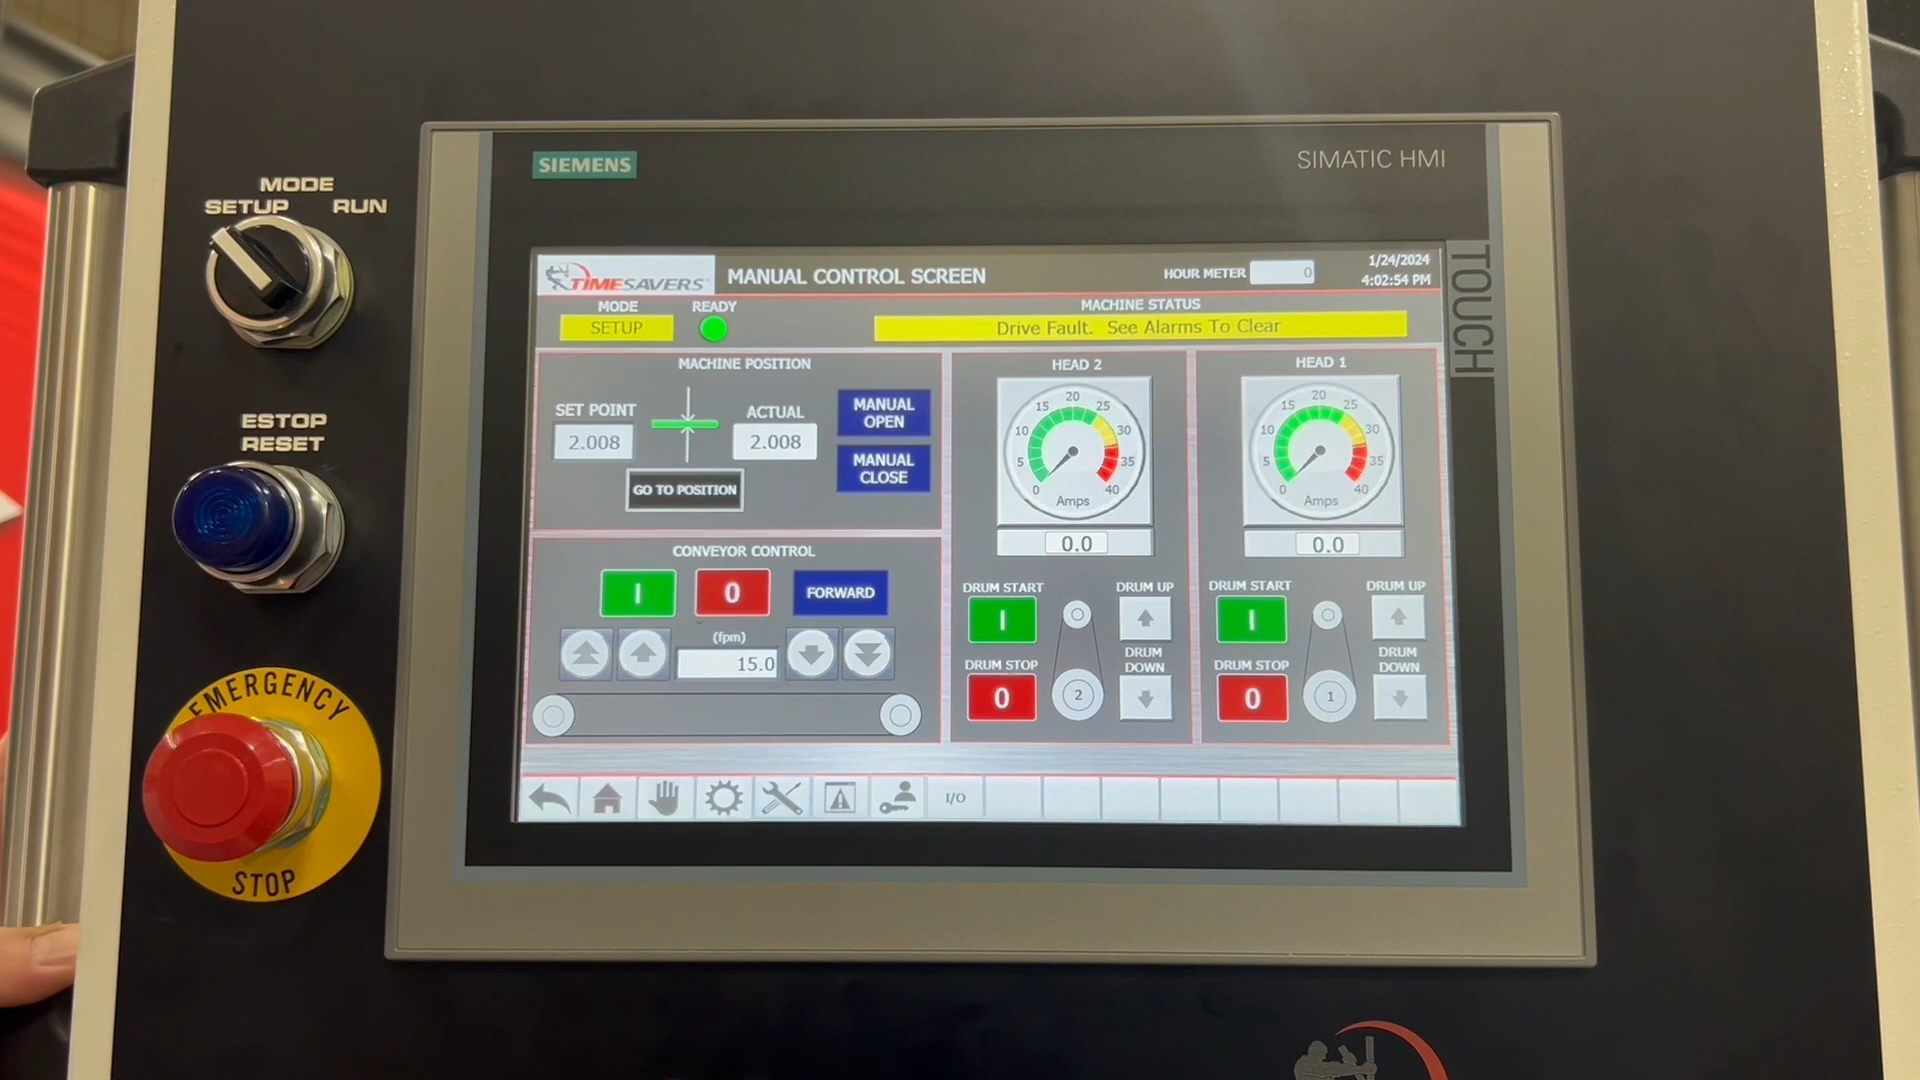 MODE
SETUP RUN
ESTOP
RESET
EMERGENCY
STOP
SIEMENS
SIMATIC HMI
TOUCH
TIMESAVERS
MANUAL CONTROL SCREEN
HOUR METER 0
1/24/2024
4:02:54 PM
MODE
SETUP
READY
MACHINE STATUS
Drive Fault. See Alarms To Clear
MACHINE POSITION
SET POINT
2.008
ACTUAL
2.008
GO TO POSITION
MANUAL
OPEN
MANUAL
CLOSE
CONVEYOR CONTROL
I
0
FORWARD
(fpm)
15.0
HEAD 2
0 5 10 15 20 25 30 35 40
Amps
0.0
DRUM START
I
DRUM STOP
0
2
DRUM UP
DRUM
DOWN
HEAD 1
0 5 10 15 20 25 30 35 40
Amps
0.0
DRUM START
I
DRUM STOP
0
1
DRUM UP
DRUM
DOWN
I/O